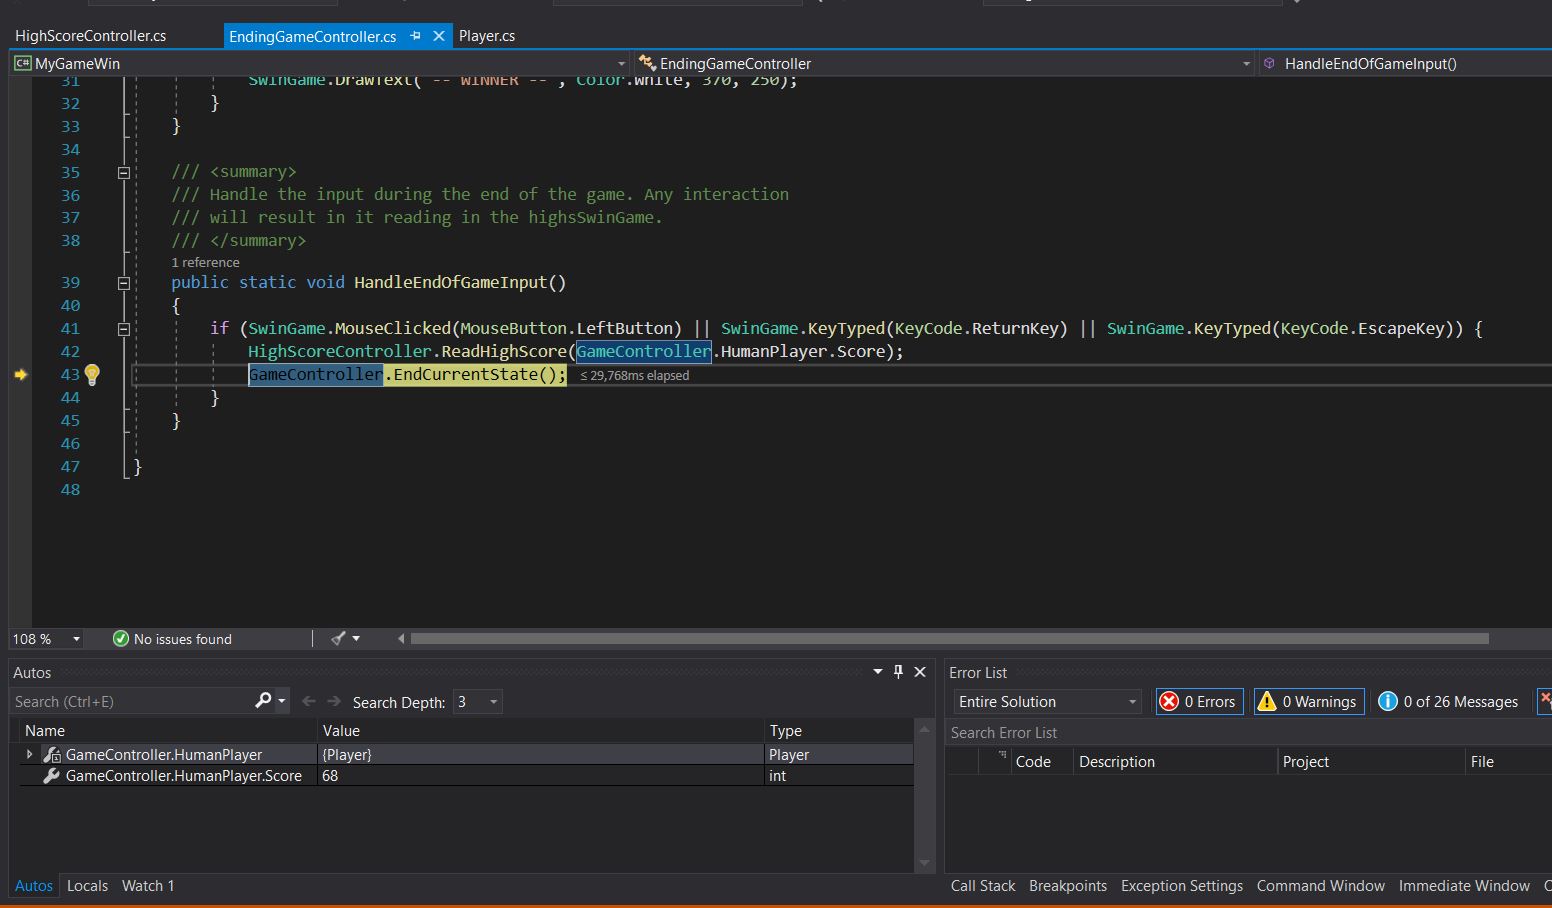 HighScoreController.cs
EndingGameController.cs
Player.cs
C# MyGameWin
EndingGameController
HandleEndOfGameInput()
31 SwinGame.DrawText(" -- WINNER -- ", Color.White, 370, 250);
32 }
33 }
34
35 /// <summary>
36 /// Handle the input during the end of the game. Any interaction
37 /// will result in it reading in the highsSwinGame.
38 /// </summary>
1 reference
39 public static void HandleEndOfGameInput()
40 {
41 if (SwinGame.MouseClicked(MouseButton.LeftButton) || SwinGame.KeyTyped(KeyCode.ReturnKey) || SwinGame.KeyTyped(KeyCode.EscapeKey)) {
42 HighScoreController.ReadHighScore(GameController.HumanPlayer.Score);
43 GameController.EndCurrentState(); ≤ 29,768ms elapsed
44 }
45 }
46
47 }
48
108 %
No issues found
Autos
Search (Ctrl+E)
Search Depth: 3
Name Value Type
GameController.HumanPlayer {Player} Player
GameController.HumanPlayer.Score 68 int
Autos Locals Watch 1
Error List
Entire Solution
0 Errors
0 Warnings
0 of 26 Messages
Search Error List
Code Description Project File
Call Stack Breakpoints Exception Settings Command Window Immediate Window